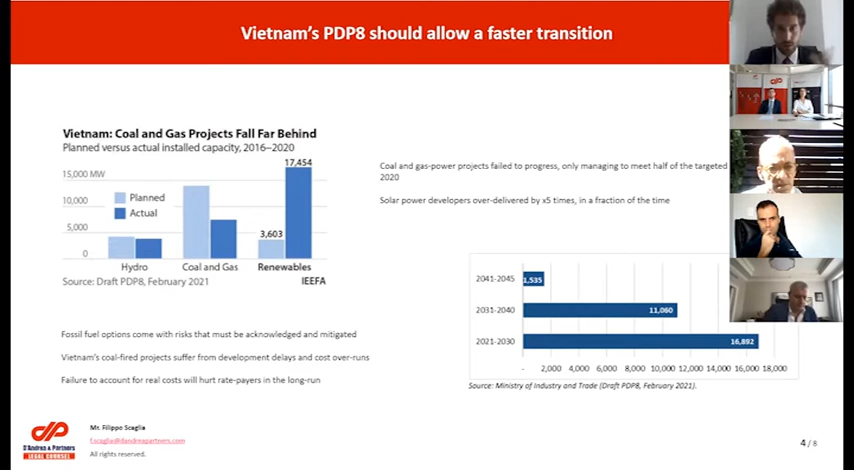 Vietnam's PDP8 should allow a faster transition
Vietnam: Coal and Gas Projects Fall Far Behind
Planned versus actual installed capacity, 2016–2020
17,454
15,000 MW
10,000
5,000
0
Planned
Actual
3,603
Hydro
Coal and Gas
Renewables
Source: Draft PDP8, February 2021
IEEFA
Coal and gas-power projects failed to progress, only managing to meet half of the targeted
2020
Solar power developers over-delivered by x5 times, in a fraction of the time
2041-2045
1,535
2031-2040
11,060
2021-2030
16,892
- 2,000 4,000 6,000 8,000 10,000 12,000 14,000 16,000 18,000
Source: Ministry of Industry and Trade (Draft PDP8, February 2021).
Fossil fuel options come with risks that must be acknowledged and mitigated
Vietnam's coal-fired projects suffer from development delays and cost over-runs
Failure to account for real costs will hurt rate-payers in the long-run
D'Andrea & Partners
LEGAL COUNSEL
Mr. Filippo Scaglia
f.scaglia@dandreapartners.com
All rights reserved.
4 / 8